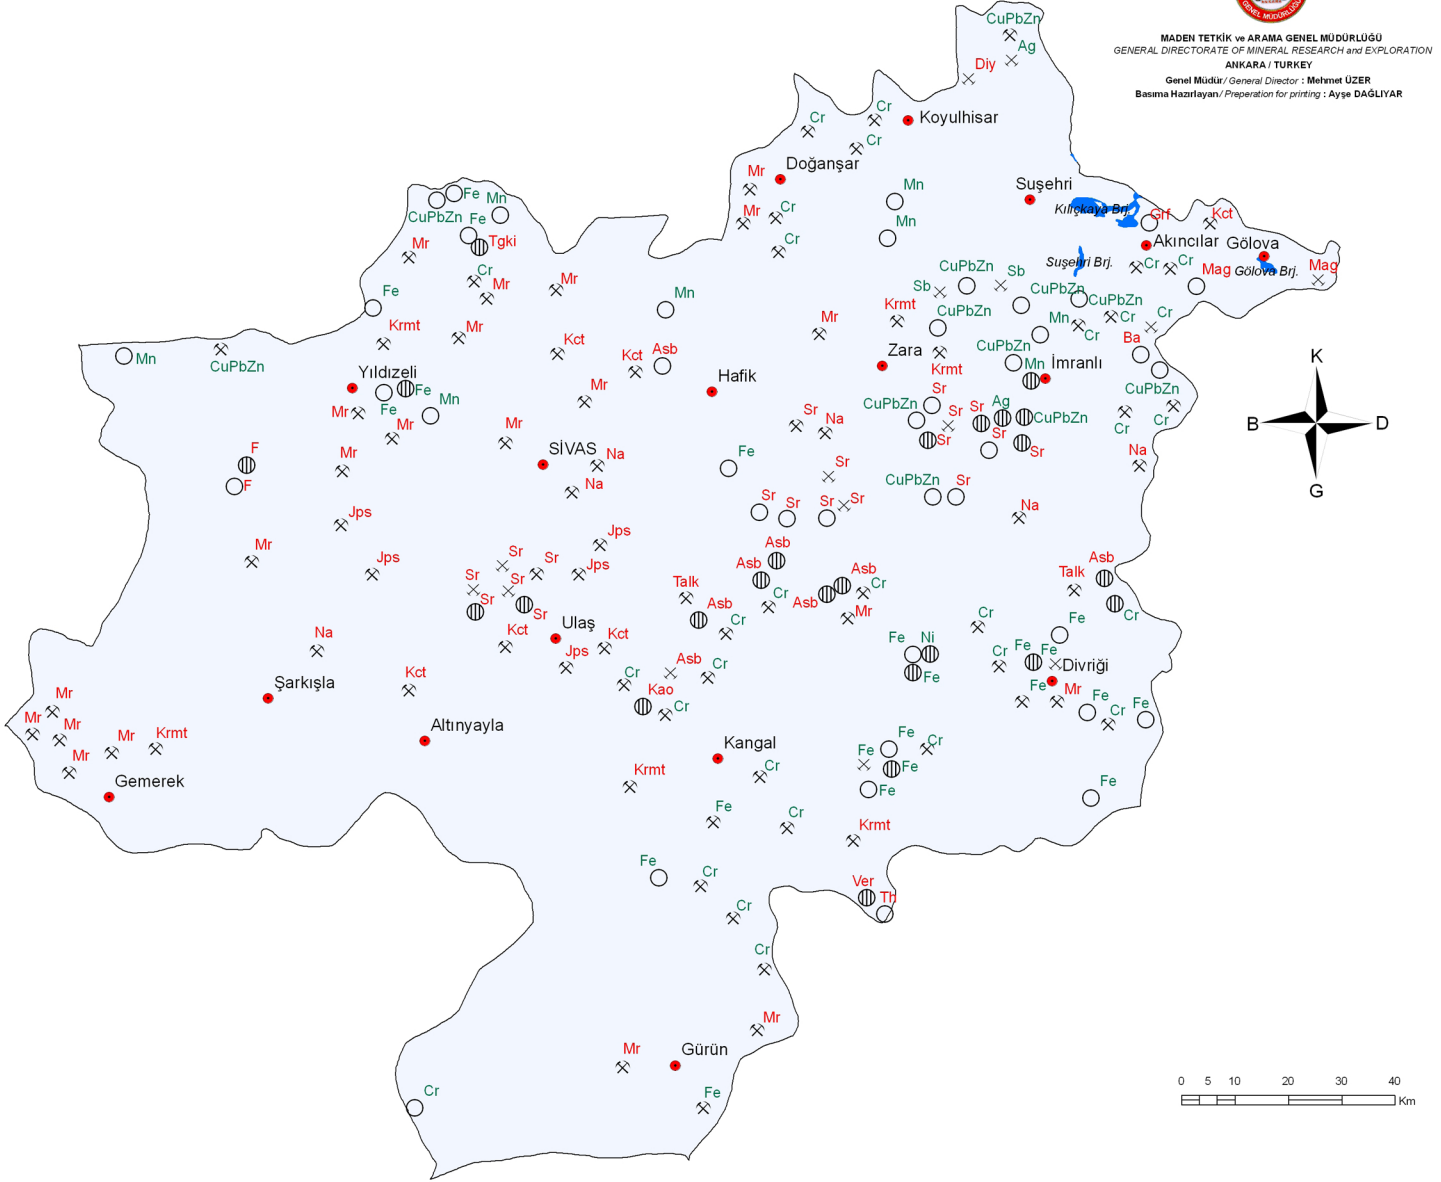 GENEL MÜDÜRLÜĞÜ
MADEN TETKİK ve ARAMA GENEL MÜDÜRLÜĞÜ
GENERAL DIRECTORATE OF MINERAL RESEARCH and EXPLORATION
ANKARA / TURKEY
Genel Müdür / General Director : Mehmet ÜZER
Basıma Hazırlayan / Preperation for printing : Ayşe DAĞLIYAR
CuPbZn
Ag
Diy
Cr
Cr
Koyulhisar
Cr
Doğanşar
Mr
Mr
Cr
Cr
Mn
Mn
Suşehri
Kılıçkaya Brj.
Grf
Kct
Akıncılar
Gölova
Suşehri Brj.
Cr
Cr
Mag
Gölova Brj.
Mag
Fe
Mn
CuPbZn
Fe
Tgki
Mr
Cr
Mr
Mr
Fe
Mn
CuPbZn
Sb
Sb
CuPbZn
CuPbZn
Krmt
CuPbZn
Mn
Cr
Cr
Cr
Ba
Krmt
Mr
Kct
Mr
Mn
CuPbZn
Kct
Asb
Zara
CuPbZn
Mn
İmranlı
Krmt
Yıldızeli
Hafik
Fe
Fe
Mn
Mr
Mr
Mr
Sr
CuPbZn
Sr
Sr
Ag
CuPbZn
CuPbZn
Cr
Cr
Mr
SİVAS
Na
Na
Sr
Na
Sr
Sr
Sr
Na
F
F
Mr
Fe
Sr
CuPbZn
Sr
Sr
Sr
Sr
Sr
Na
Jps
Mr
Jps
Jps
Jps
Sr
Sr
Sr
Sr
Sr
Sr
Asb
Asb
Asb
Asb
Cr
Asb
Talk
Talk
Asb
Cr
Cr
Mr
Cr
Cr
Fe
Na
Ulaş
Kct
Kct
Jps
Fe
Ni
Fe
Fe
Fe
Cr
Divriği
Asb
Cr
Cr
Kao
Cr
Şarkışla
Kct
Fe
Mr
Fe
Cr
Fe
Mr
Mr
Mr
Mr
Krmt
Mr
Gemerek
Altınyayla
Kangal
Fe
Cr
Fe
Fe
Fe
Cr
Krmt
Fe
Fe
Cr
Krmt
Fe
Cr
Ver
Th
Cr
Cr
Mr
Mr
Gürün
Cr
Fe
K
B
D
G
0 5 10 20 30 40
Km